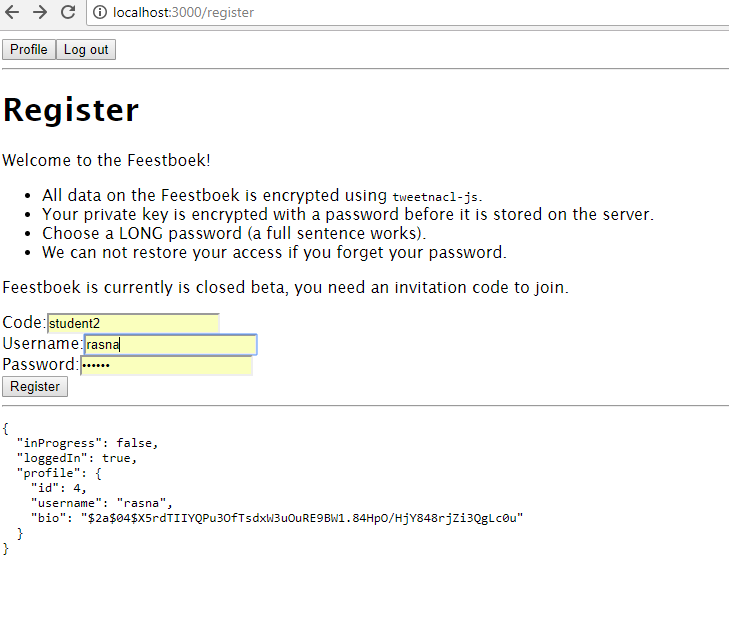 localhost:3000/register
Profile Log out
Register
Welcome to the Feestboek!
• All data on the Feestboek is encrypted using tweetnacl-js.
• Your private key is encrypted with a password before it is stored on the server.
• Choose a LONG password (a full sentence works).
• We can not restore your access if you forget your password.
Feestboek is currently is closed beta, you need an invitation code to join.
Code:student2
Username:rasna
Password:••••••
Register
{
"inProgress": false,
"loggedIn": true,
"profile": {
"id": 4,
"username": "rasna",
"bio": "$2a$04$X5rdTIIYQPu3OfTsdxW3uOuRE9BW1.84HpO/HjY848rjZi3QgLc0u"
}
}